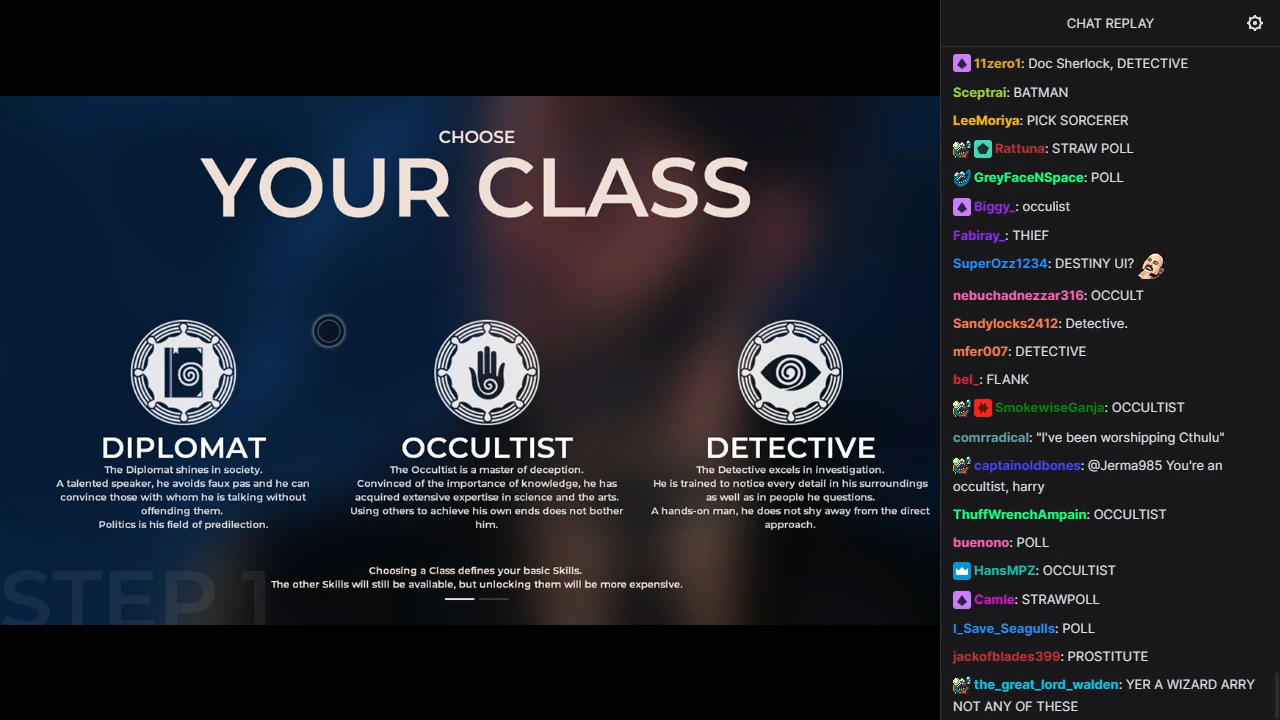 CHOOSE
YOUR CLASS
DIPLOMAT
The Diplomat shines in society.
A talented speaker, he avoids faux pas and he can
convince those with whom he is talking without
offending them.
Politics is his field of predilection.
OCCULTIST
The Occultist is a master of deception.
Convinced of the importance of knowledge, he has
acquired extensive expertise in science and the arts.
Using others to achieve his own ends does not bother
him.
DETECTIVE
The Detective excels in investigation.
He is trained to notice every detail in his surroundings
as well as in people he questions.
A hands-on man, he does not shy away from the direct
approach.
Choosing a Class defines your basic Skills.
The other Skills will still be available, but unlocking them will be more expensive.
STEP 1
CHAT REPLAY
11zero1: Doc Sherlock, DETECTIVE
Sceptrai: BATMAN
LeeMoriya: PICK SORCERER
Rattuna: STRAW POLL
GreyFaceNSpace: POLL
Biggy_: occulist
Fabiray_: THIEF
SuperOzz1234: DESTINY UI?
nebuchadnezzar316: OCCULT
Sandylocks2412: Detective.
mfer007: DETECTIVE
bel_: FLANK
SmokewiseGanja: OCCULTIST
comrradical: "I've been worshipping Cthulu"
captainoldbones: @Jerma985 You're an
occultist, harry
ThuffWrenchAmpain: OCCULTIST
buenono: POLL
HansMPZ: OCCULTIST
Camle: STRAWPOLL
I_Save_Seagulls: POLL
jackofblades399: PROSTITUTE
the_great_lord_walden: YER A WIZARD ARRY
NOT ANY OF THESE